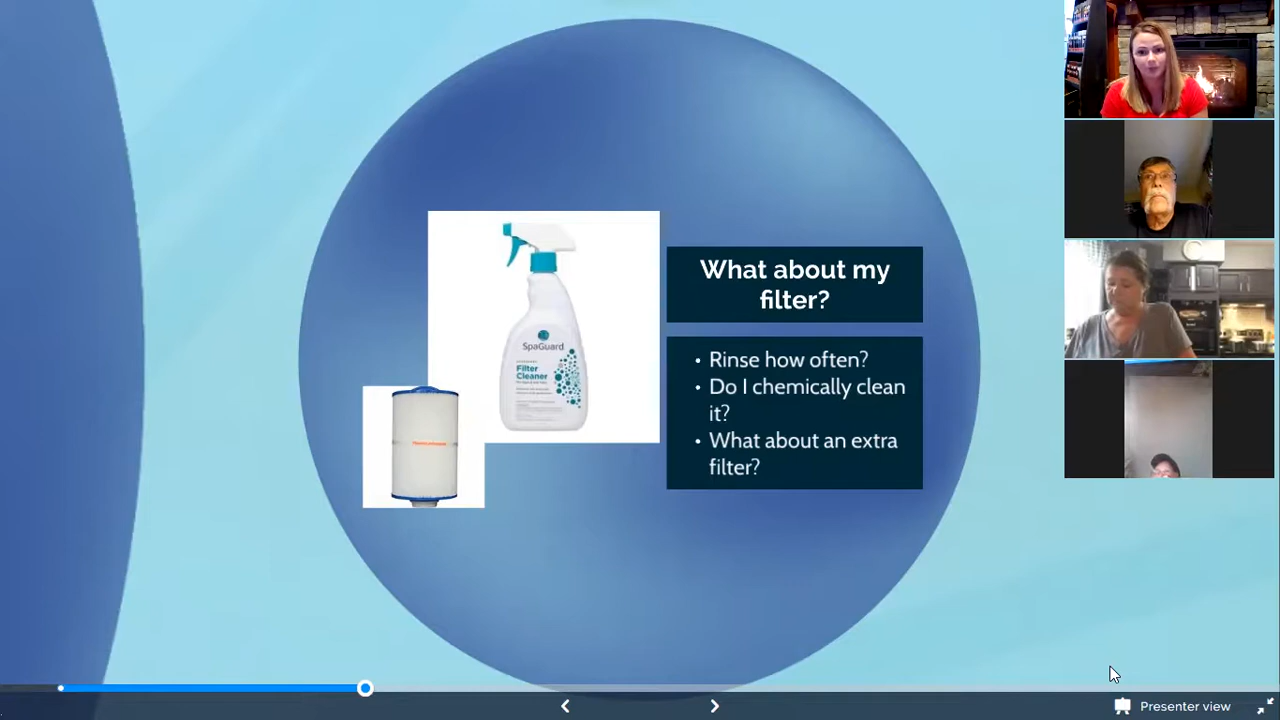 What about my
filter?
• Rinse how often?
• Do I chemically clean
it?
• What about an extra
filter?
SpaGuard
Filter
Cleaner
Presenter view